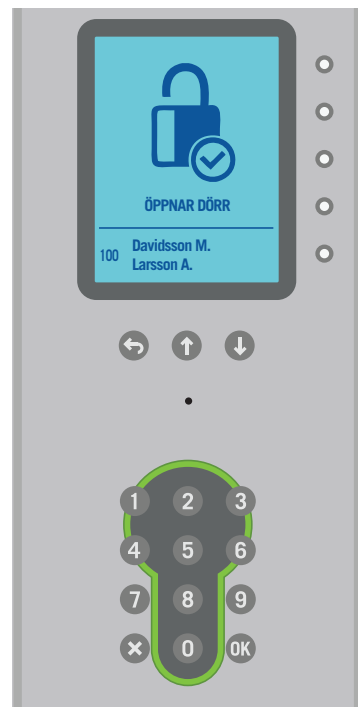 ÖPPNAR DÖRR
100 Davidsson M.
Larsson A.
1 2 3
4 5 6
7 8 9
0 OK